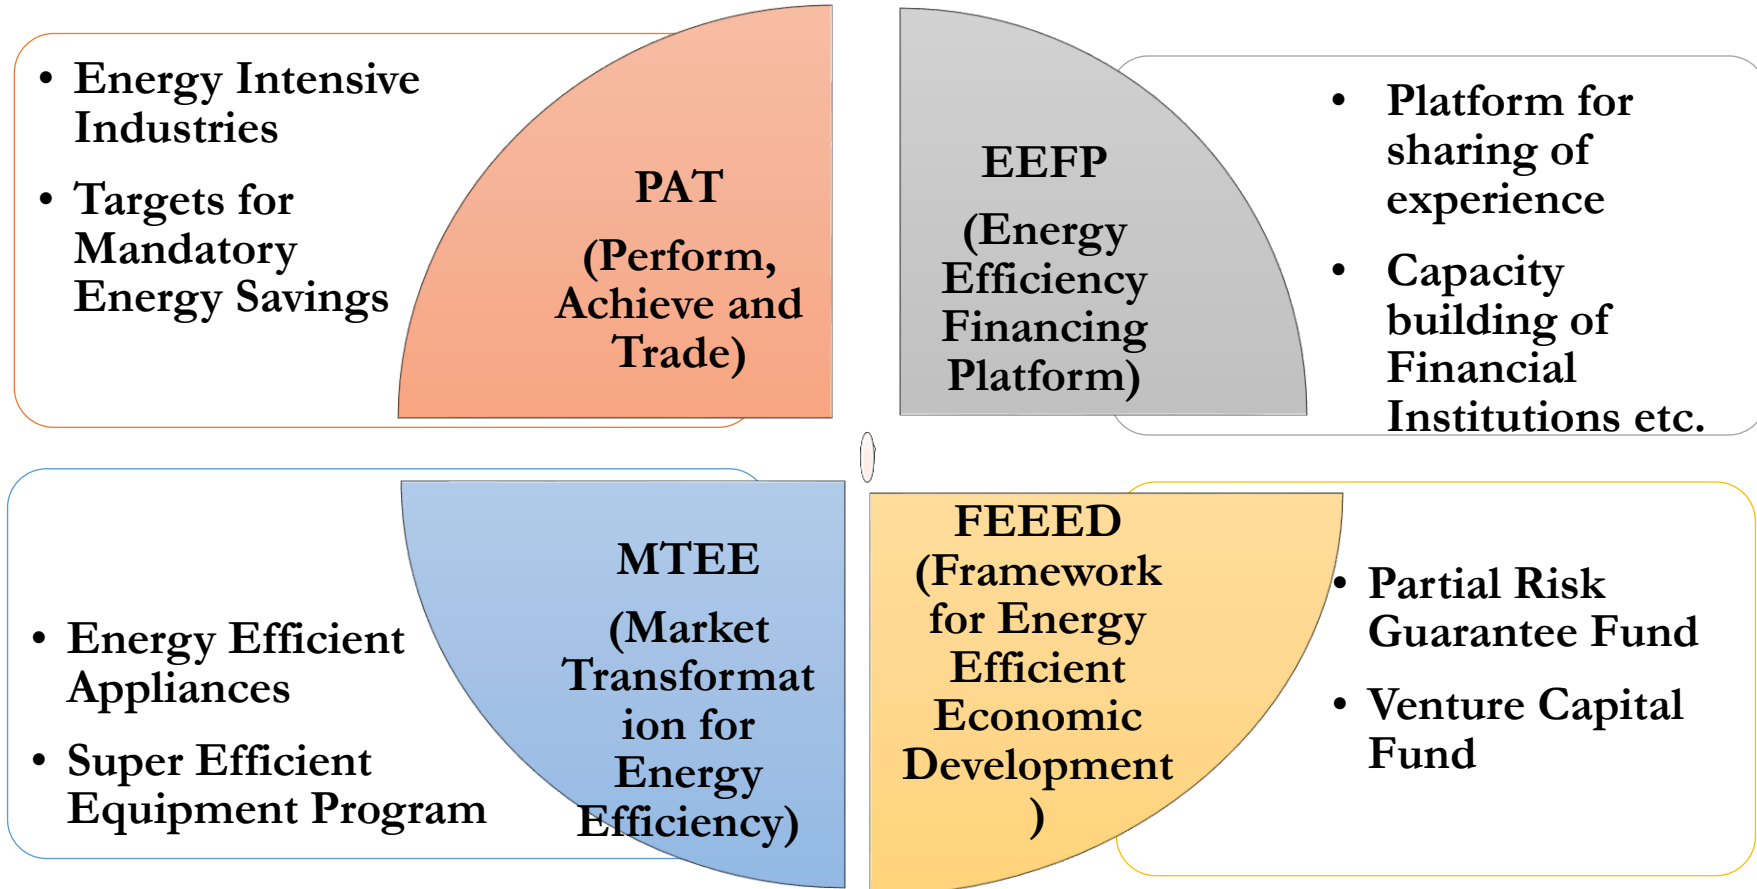 • Energy Intensive
Industries
• Targets for
Mandatory
Energy Savings
PAT
(Perform,
Achieve and
Trade)
EEFP
(Energy
Efficiency
Financing
Platform)
• Platform for
sharing of
experience
• Capacity
building of
Financial
Institutions etc.
• Energy Efficient
Appliances
• Super Efficient
Equipment Program
MTEE
(Market
Transformat
ion for
Energy
Efficiency)
FEEED
(Framework
for Energy
Efficient
Economic
Development
)
• Partial Risk
Guarantee Fund
• Venture Capital
Fund